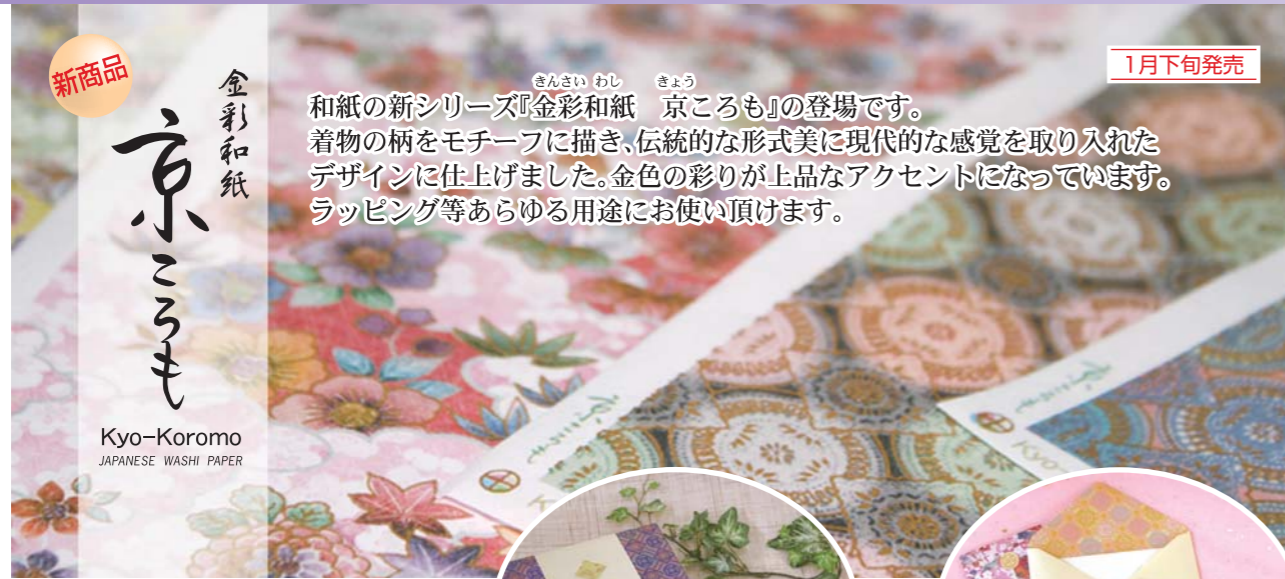 新商品
金彩和紙
京ころも
Kyo-Koromo
JAPANESE WASHI PAPER
1月下旬発売
きんさい わし きょう
和紙の新シリーズ『金彩和紙 京ころも』の登場です。
着物の柄をモチーフに描き、伝統的な形式美に現代的な感覚を取り入れた
デザインに仕上げました。金色の彩りが上品なアクセントになっています。
ラッピング等あらゆる用途にお使い頂けます。